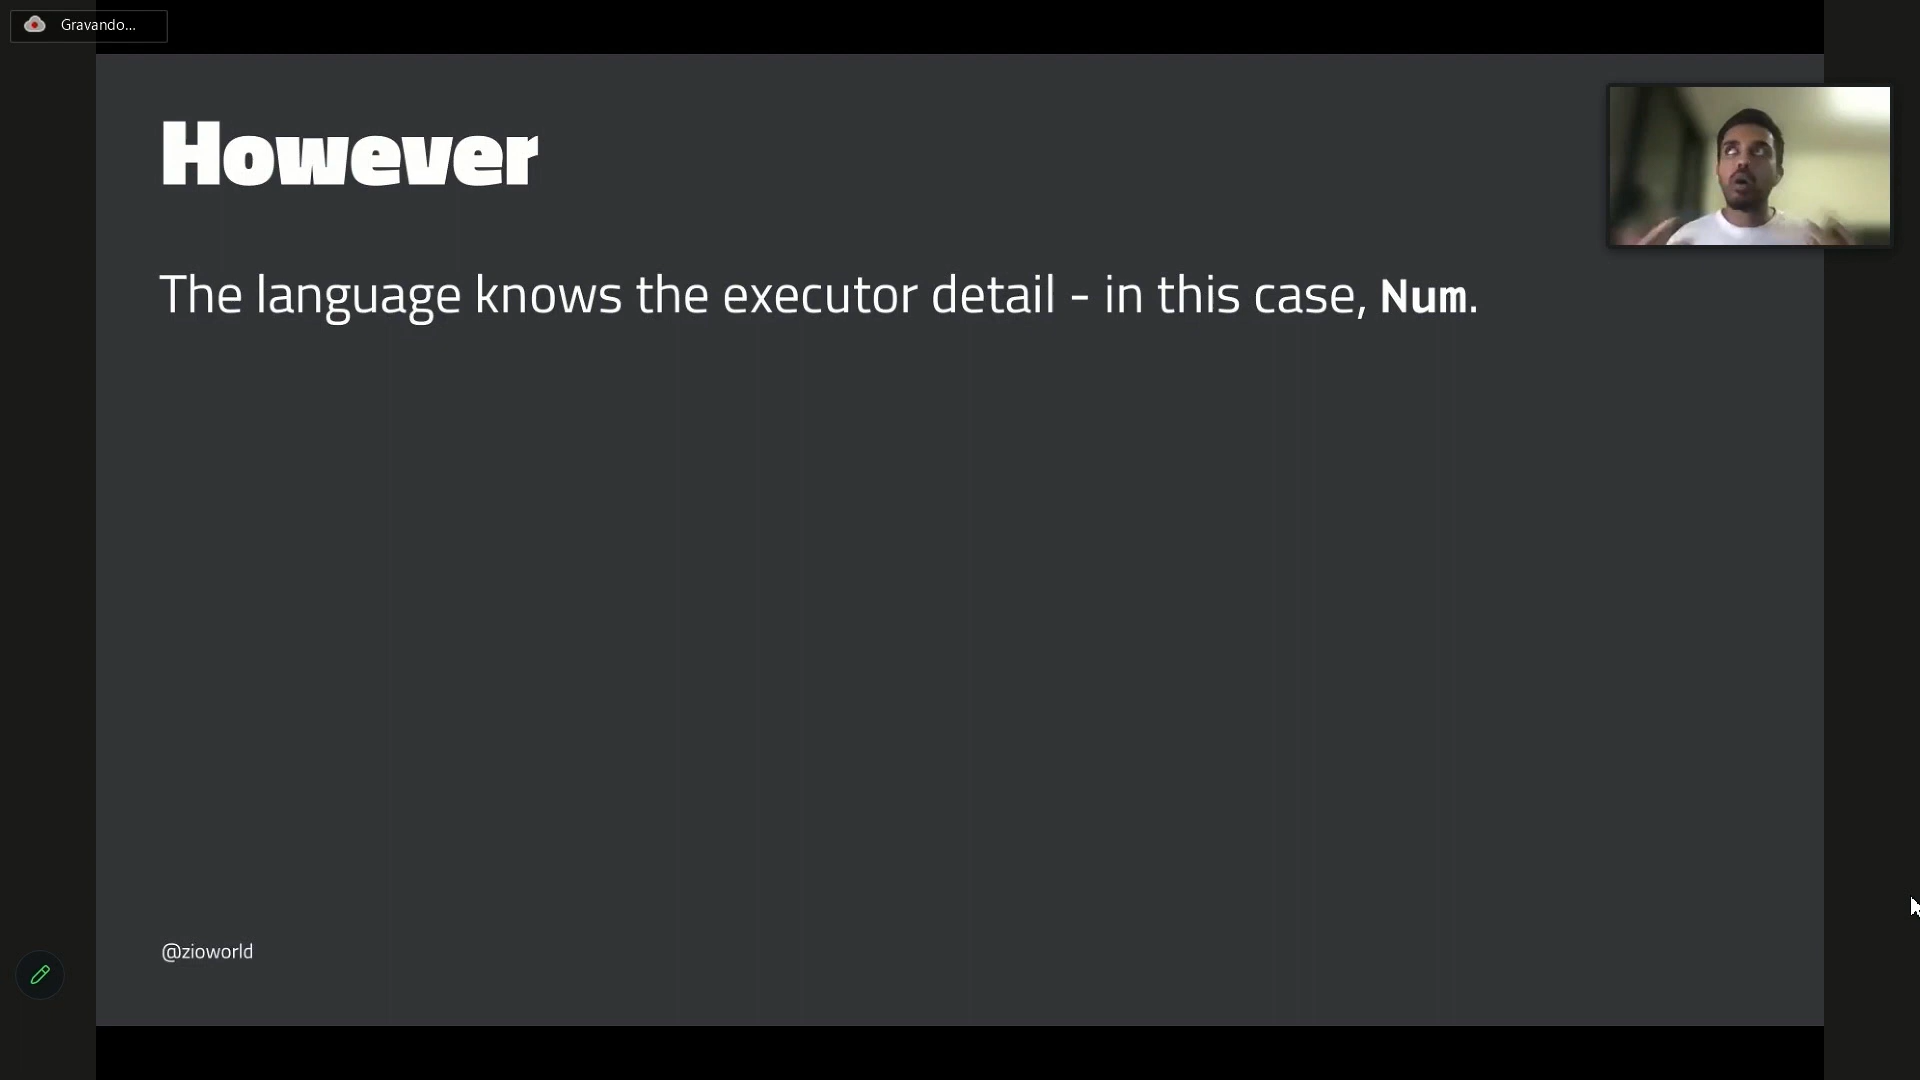 Gravando...
However
The language knows the executor detail - in this case, Num.
@zioworld